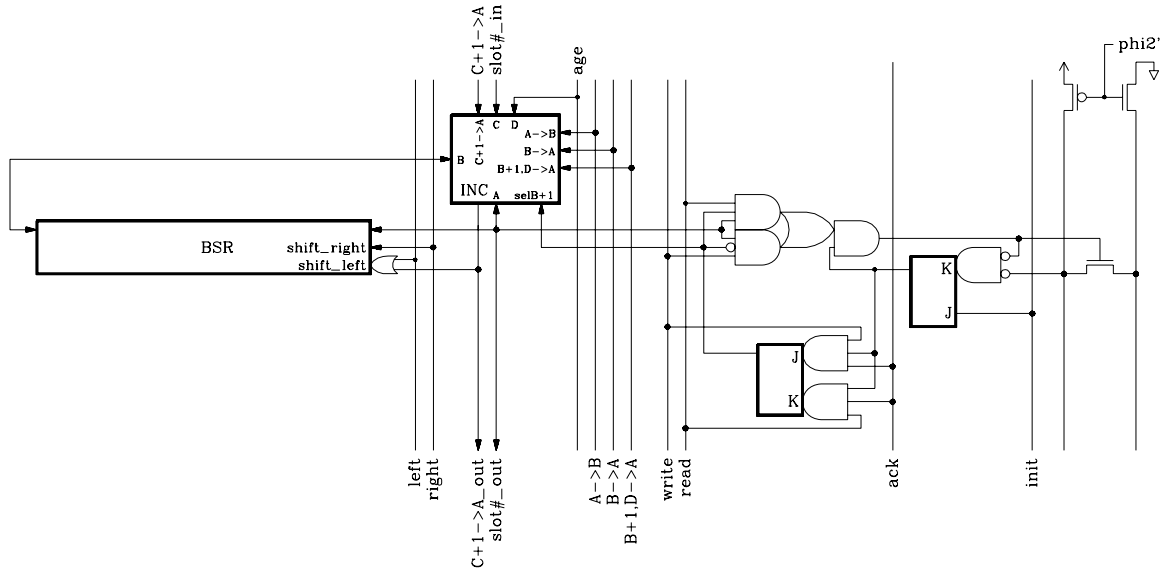 C+1->A
slot#_in
age
phi2'
C+1->A
C
D
A->B
B->A
B
B+1,D->A
INC
A
selB+1
BSR
shift_right
shift_left
K
J
J
K
left
right
C+1->A_out
slot#_out
A->B
B->A
B+1,D->A
write
read
ack
init